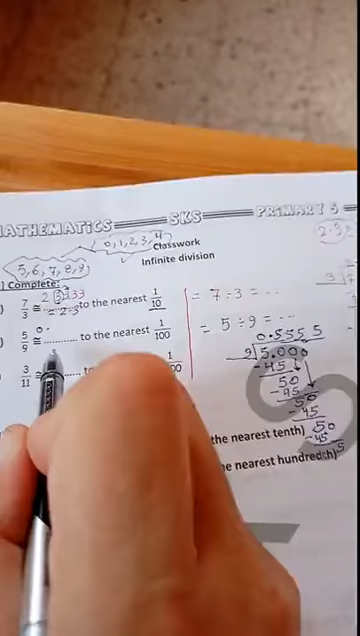 ATHEMATICS SKS PRIMARY 5
0,1,2,3,4
Classwork
5,6,7,8,9
Infinite division
Complete:
2.3333
7/3 ≅ = 2.3 to the nearest 1/10 = 7÷3 = ...
5/9 ≅ 0. ............ to the nearest 1/100 = 5÷9 = ...
0.5555
9 5.000
- 45
50
- 45
50
- 45
50
- 45
5
3/11 ≅
the nearest tenth)
he nearest hundredth)